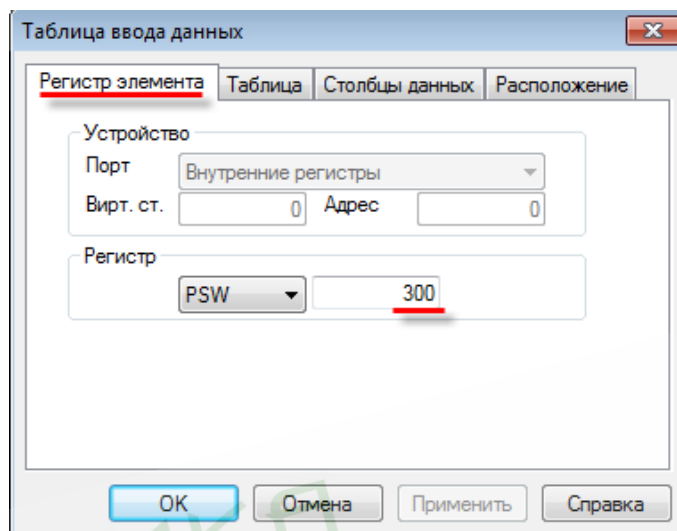 Таблица ввода данных
Регистр элемента Таблица Столбцы данных Расположение
Устройство
Порт Внутренние регистры
Вирт. ст. 0 Адрес 0
Регистр
PSW 300
OK Отмена Применить Справка